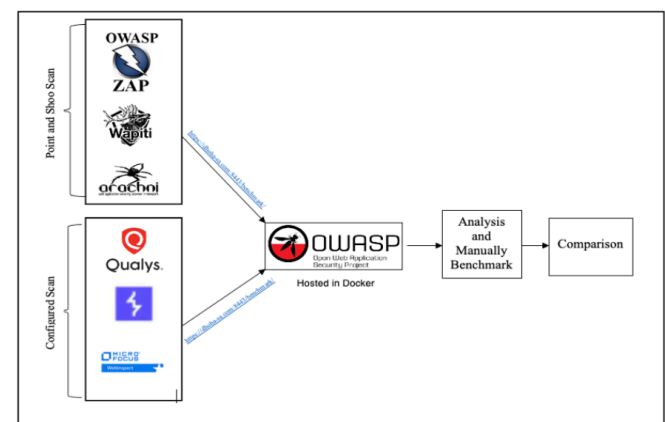 Point and Shoo Scan
OWASP
ZAP
Wapiti
arachni
Configured Scan
Qualys.
MICRO
FOCUS
WebInspect
OWASP
Open Web Application
Security Project
Hosted in Docker
Analysis
and
Manually
Benchmark
Comparison